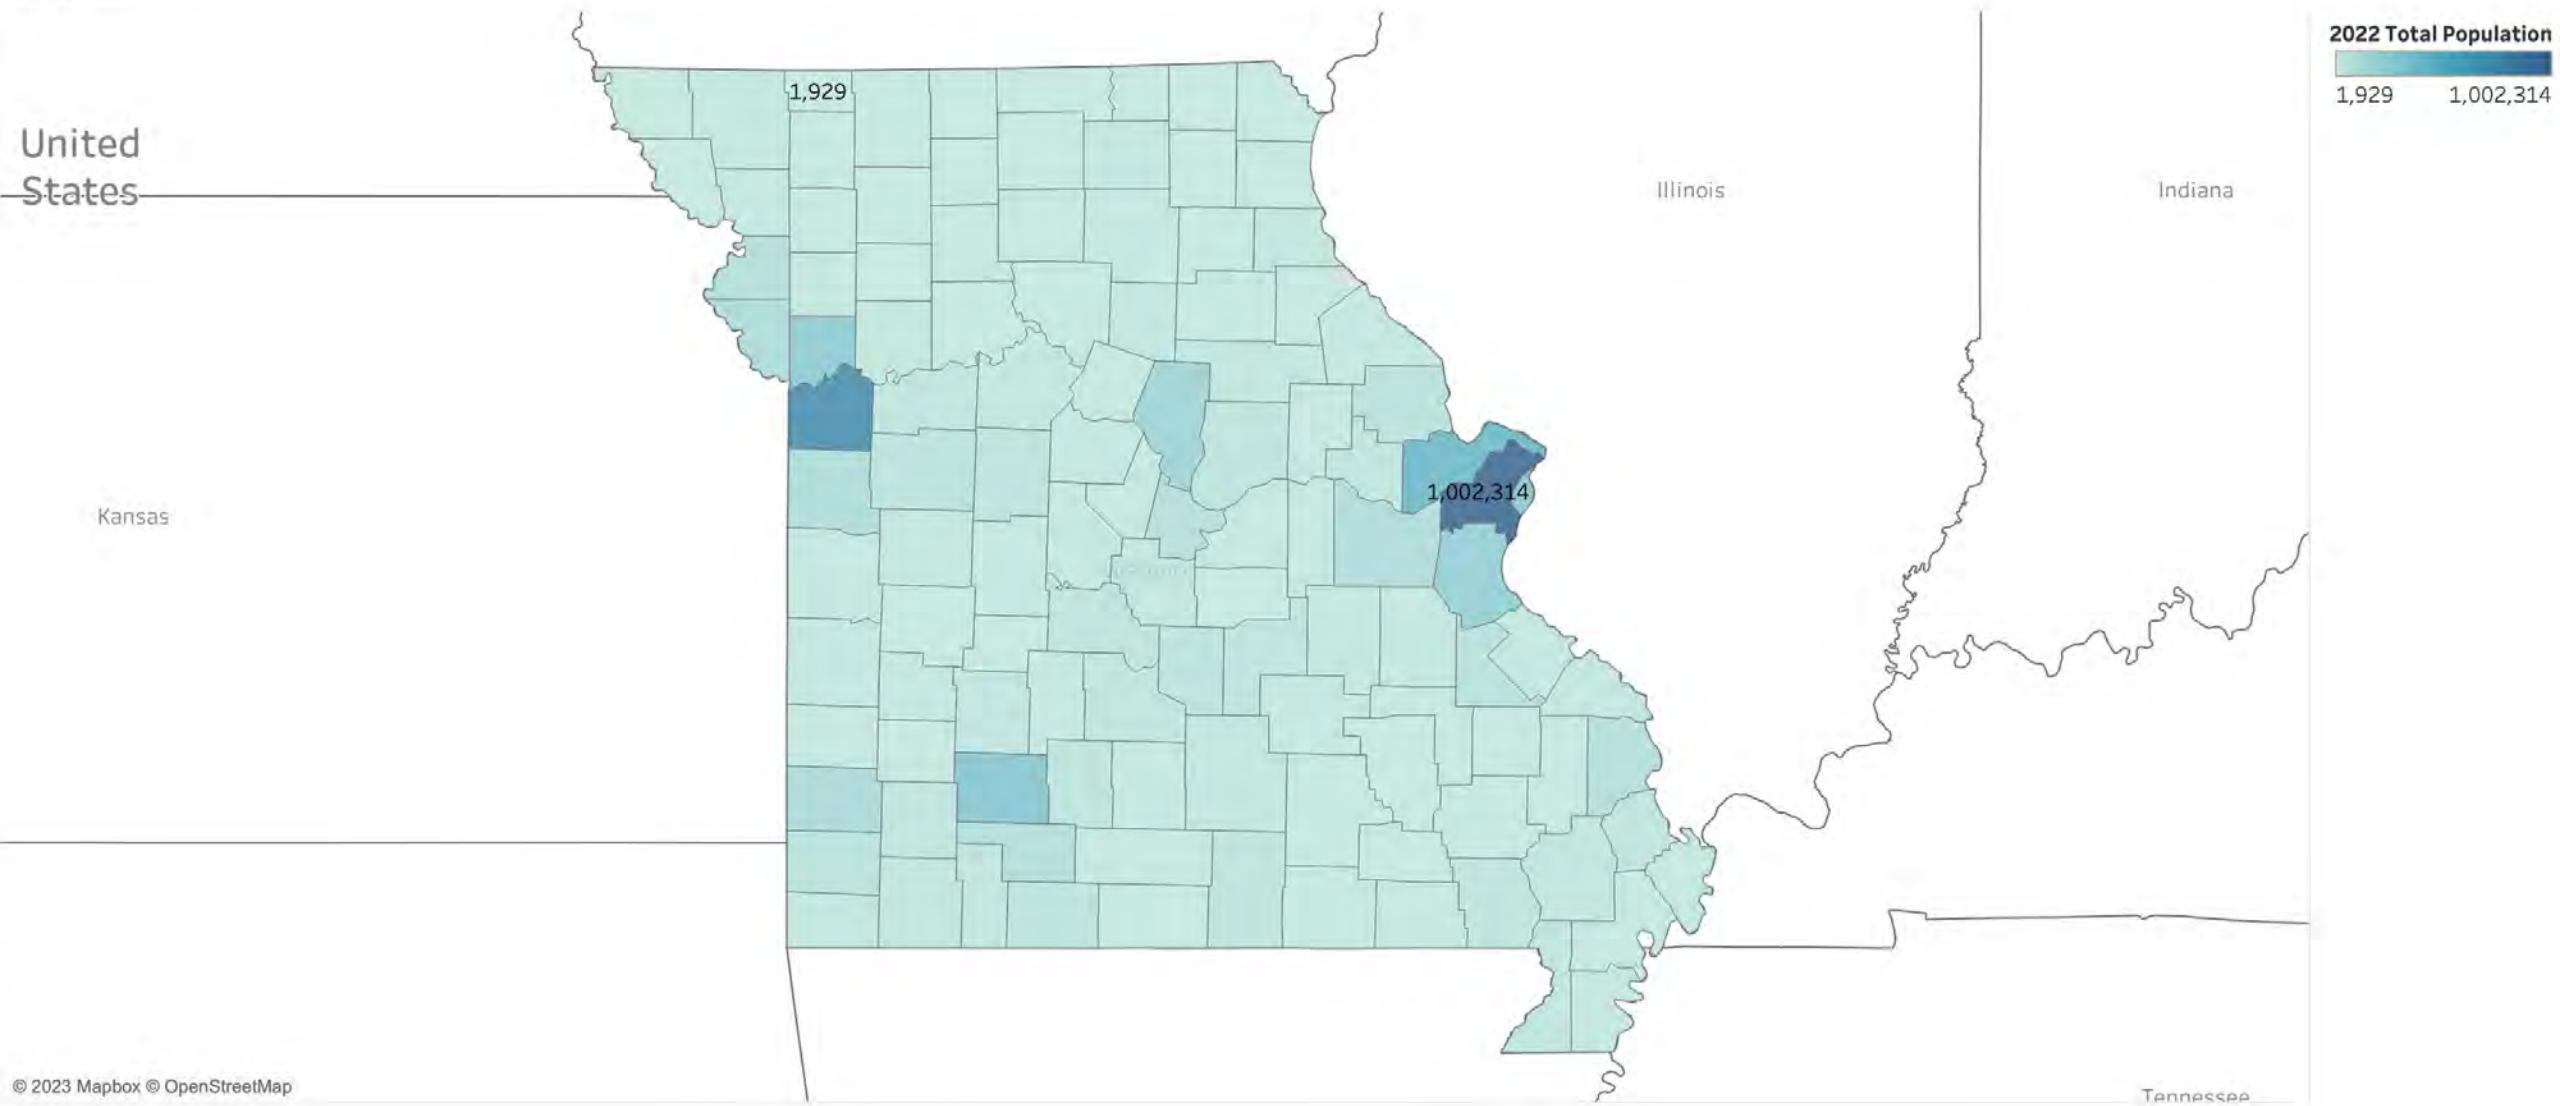 2022 Total Population
1,929 1,002,314
1,929
United
States
Illinois
Indiana
Kansas
1,002,314
© 2023 Mapbox © OpenStreetMap
Tennessee